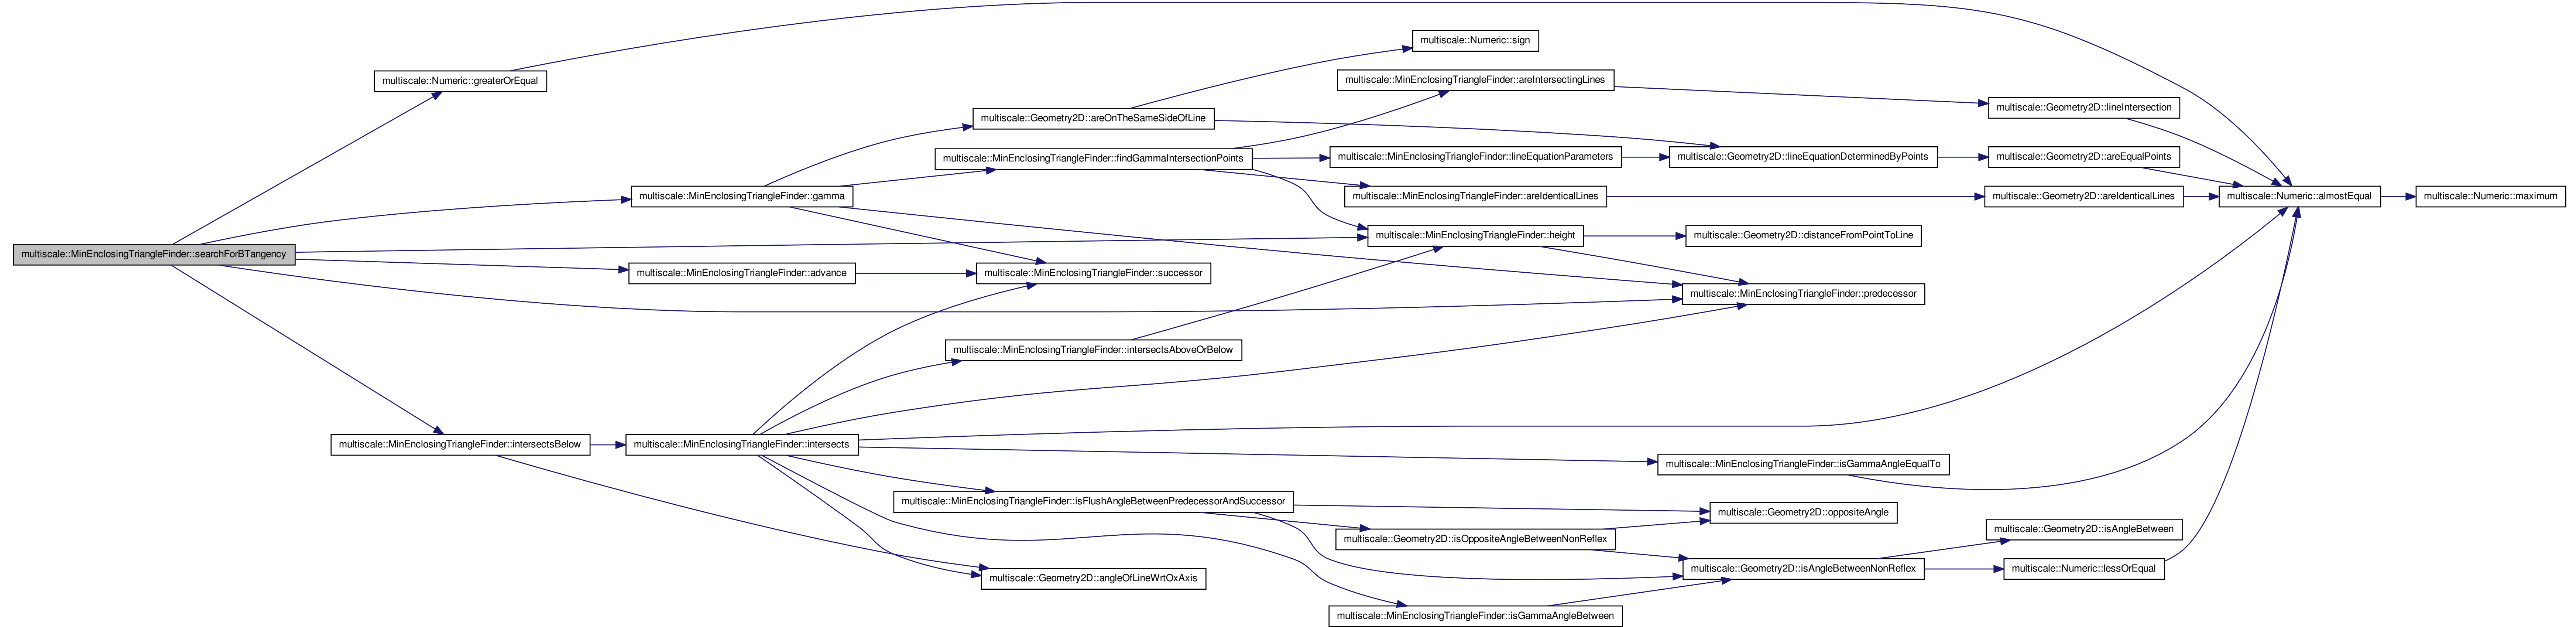 multiscale::MinEnclosingTriangleFinder::searchForBTangency
multiscale::Numeric::greaterOrEqual
multiscale::MinEnclosingTriangleFinder::gamma
multiscale::MinEnclosingTriangleFinder::advance
multiscale::MinEnclosingTriangleFinder::intersectsBelow
multiscale::MinEnclosingTriangleFinder::intersects
multiscale::Geometry2D::areOnTheSameSideOfLine
multiscale::MinEnclosingTriangleFinder::findGammaIntersectionPoints
multiscale::MinEnclosingTriangleFinder::successor
multiscale::MinEnclosingTriangleFinder::intersectsAboveOrBelow
multiscale::MinEnclosingTriangleFinder::isFlushAngleBetweenPredecessorAndSuccessor
multiscale::Geometry2D::angleOfLineWrtOxAxis
multiscale::Numeric::sign
multiscale::MinEnclosingTriangleFinder::areIntersectingLines
multiscale::MinEnclosingTriangleFinder::lineEquationParameters
multiscale::MinEnclosingTriangleFinder::areIdenticalLines
multiscale::MinEnclosingTriangleFinder::height
multiscale::Geometry2D::isOppositeAngleBetweenNonReflex
multiscale::MinEnclosingTriangleFinder::isGammaAngleBetween
multiscale::Geometry2D::lineEquationDeterminedByPoints
multiscale::Geometry2D::distanceFromPointToLine
multiscale::MinEnclosingTriangleFinder::predecessor
multiscale::MinEnclosingTriangleFinder::isGammaAngleEqualTo
multiscale::Geometry2D::oppositeAngle
multiscale::Geometry2D::isAngleBetweenNonReflex
multiscale::Geometry2D::lineIntersection
multiscale::Geometry2D::areEqualPoints
multiscale::Geometry2D::areIdenticalLines
multiscale::Geometry2D::isAngleBetween
multiscale::Numeric::lessOrEqual
multiscale::Numeric::almostEqual
multiscale::Numeric::maximum